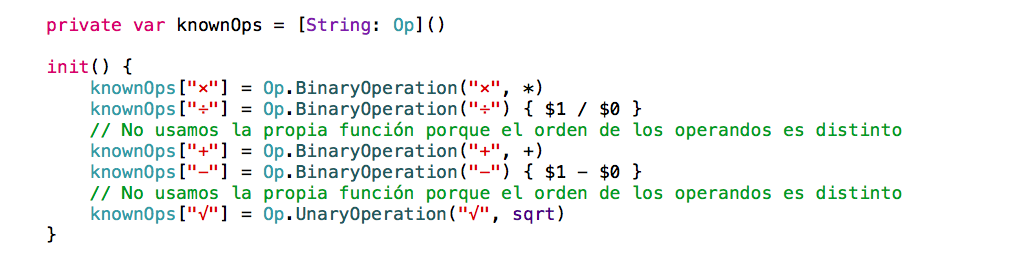 private var knownOps = [String: Op]()
init() {
knownOps["×"] = Op.BinaryOperation("×", *)
knownOps["÷"] = Op.BinaryOperation("÷") { $1 / $0 }
// No usamos la propia función porque el orden de los operandos es distinto
knownOps["+"] = Op.BinaryOperation("+", +)
knownOps["−"] = Op.BinaryOperation("−") { $1 - $0 }
// No usamos la propia función porque el orden de los operandos es distinto
knownOps["√"] = Op.UnaryOperation("√", sqrt)
}